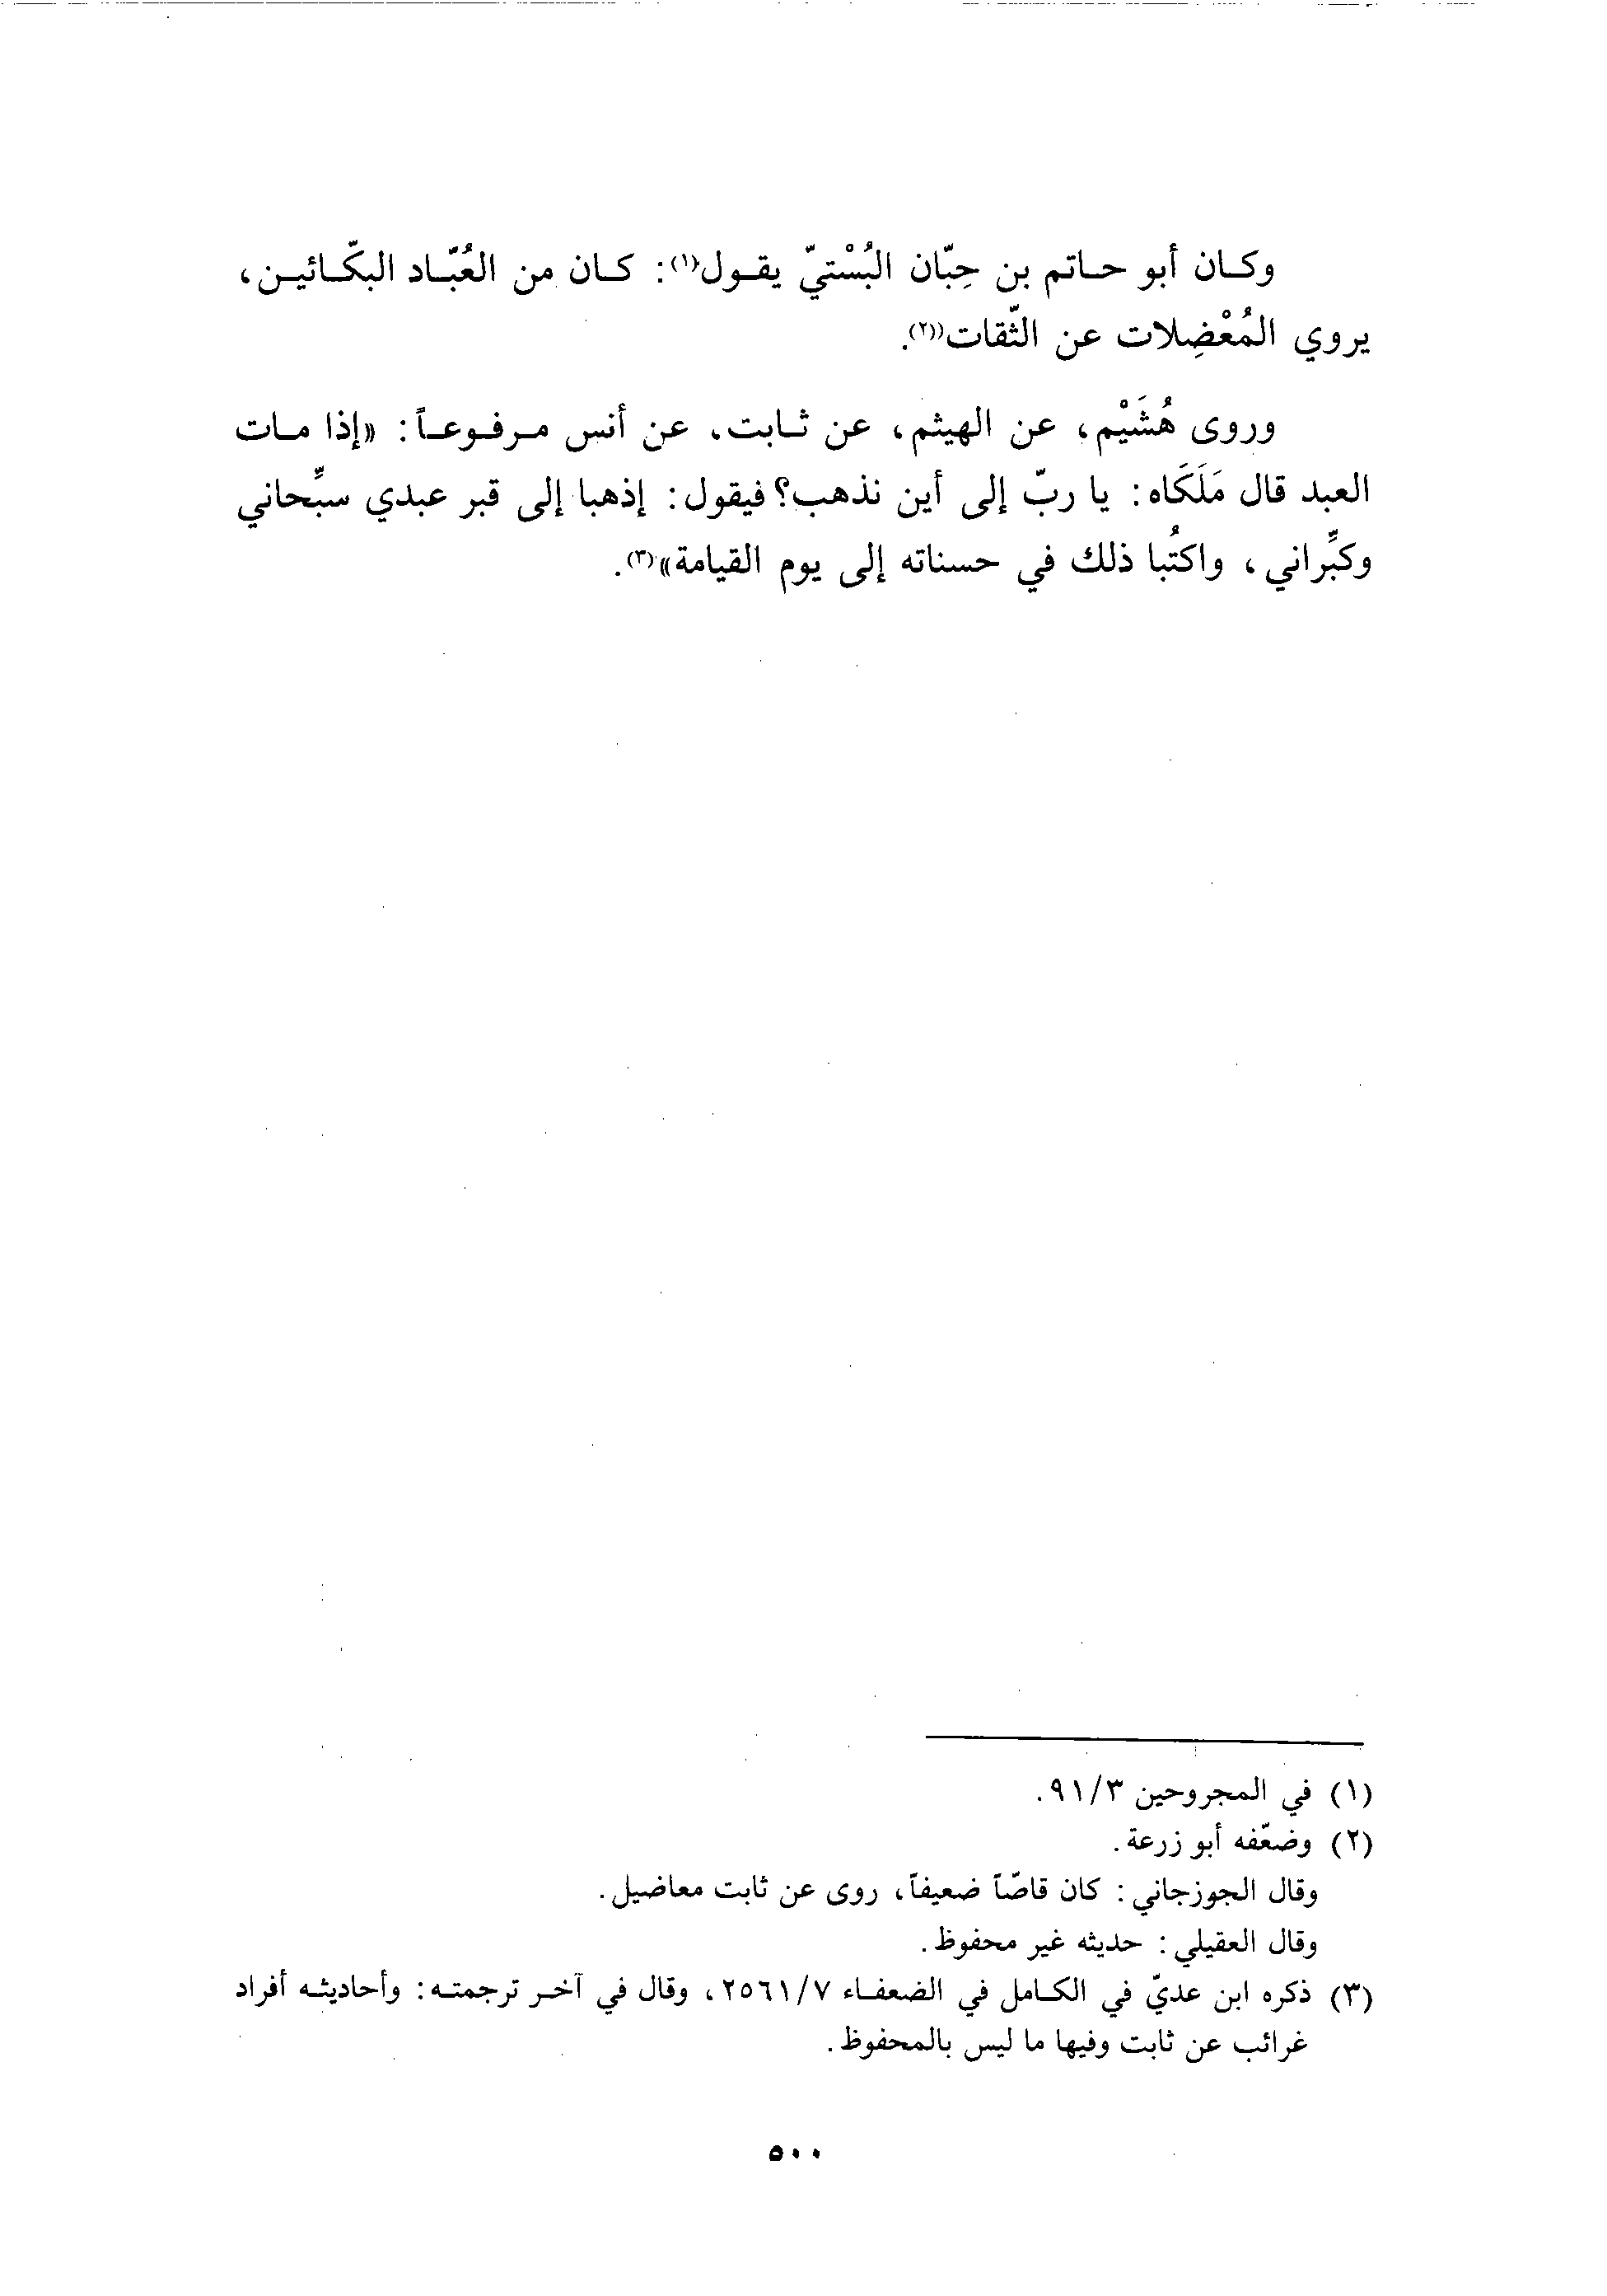 وكان أبو حاتم بن حِبّان البُسْتيّ يقول(١): كان من العُبّاد البكّائين،
يروي المُعْضِلات عن الثّقات(٢).
وروى هُشَيْم، عن الهيثم، عن ثابت، عن أنس مرفوعاً: «إذا مات
العبد قال مَلَكَاه: يا ربّ إلى أين نذهب؟ فيقول: إذهبا إلى قبر عبدي سبِّحاني
وكبِّراني، واكتُبا ذلك في حسناته إلى يوم القيامة»(٣).
(١) في المجروحين ٩١/٣.
(٢) وضعّفه أبو زرعة.
وقال الجوزجاني: كان قاصّاً ضعيفاً، روى عن ثابت معاضيل.
وقال العقيلي: حديثه غير محفوظ.
(٣) ذكره ابن عديّ في الكامل في الضعفاء ٢٥٦١/٧، وقال في آخر ترجمته: وأحاديثه أفراد
غرائب عن ثابت وفيها ما ليس بالمحفوظ.
٥٠٠